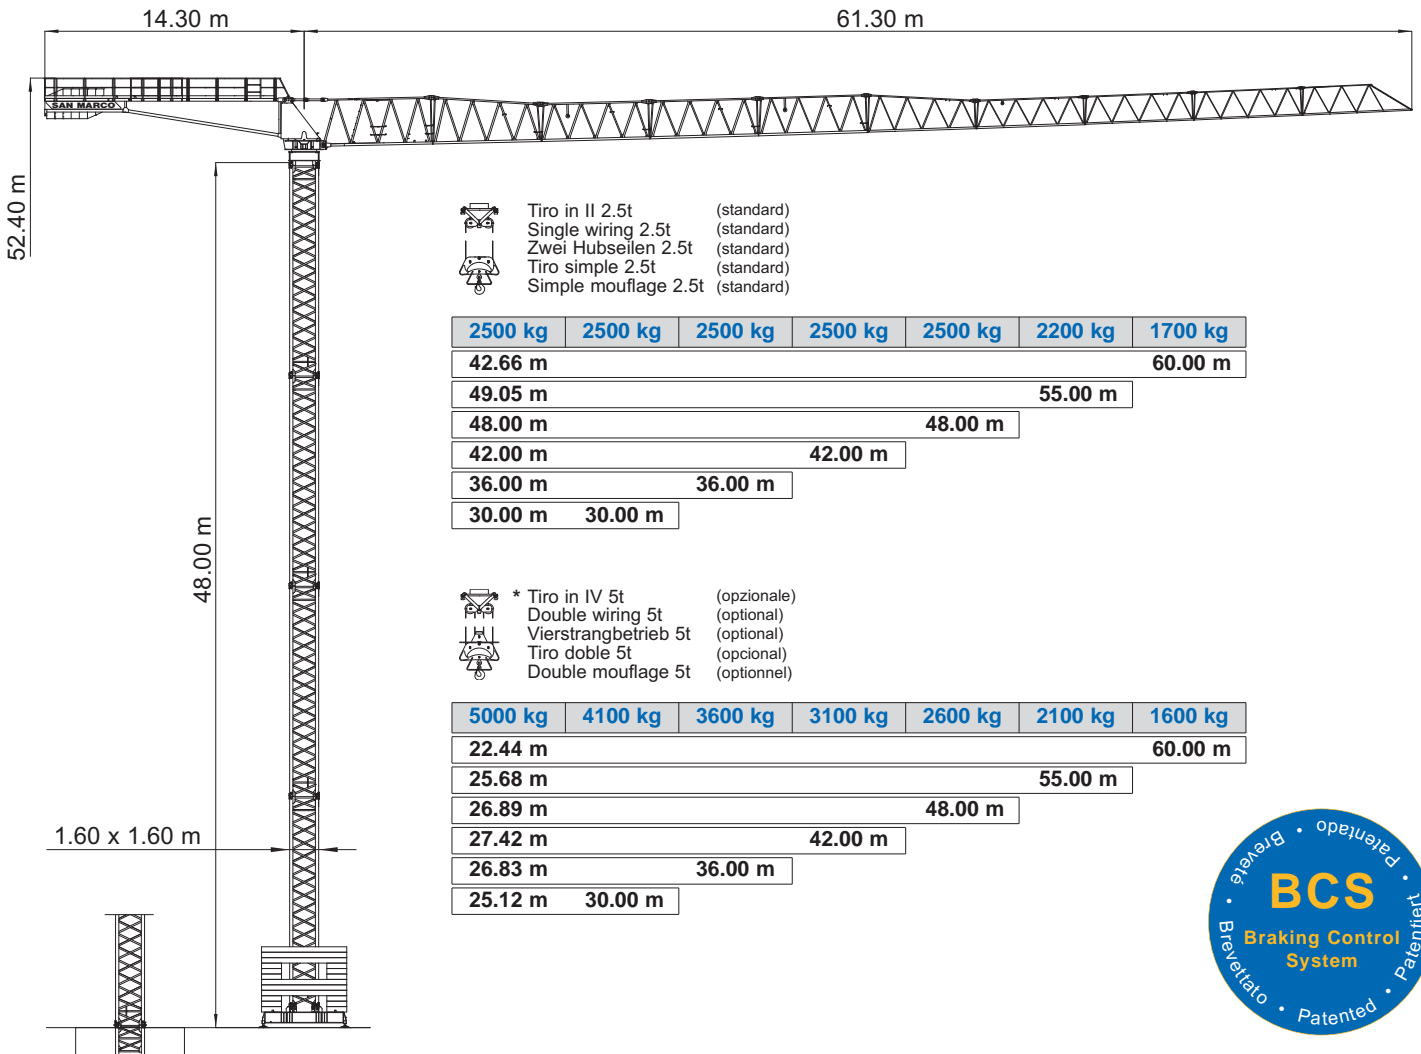 14.30 m
61.30 m
SAN MARCO
52.40 m
48.00 m
1.60 x 1.60 m
Tiro in II 2.5t (standard)
Single wiring 2.5t (standard)
Zwei Hubseilen 2.5t (standard)
Tiro simple 2.5t (standard)
Simple mouflage 2.5t (standard)
2500 kg 2500 kg 2500 kg 2500 kg 2500 kg 2200 kg 1700 kg
42.66 m 60.00 m
49.05 m 55.00 m
48.00 m 48.00 m
42.00 m 42.00 m
36.00 m 36.00 m
30.00 m 30.00 m
* Tiro in IV 5t (opzionale)
Double wiring 5t (optional)
Vierstrangbetrieb 5t (optional)
Tiro doble 5t (opcional)
Double mouflage 5t (optionnel)
5000 kg 4100 kg 3600 kg 3100 kg 2600 kg 2100 kg 1600 kg
22.44 m 60.00 m
25.68 m 55.00 m
26.89 m 48.00 m
27.42 m 42.00 m
26.83 m 36.00 m
25.12 m 30.00 m
BCS
Braking Control
System
Brevettato • Patented • Patentiert • Patentado • Breveté •